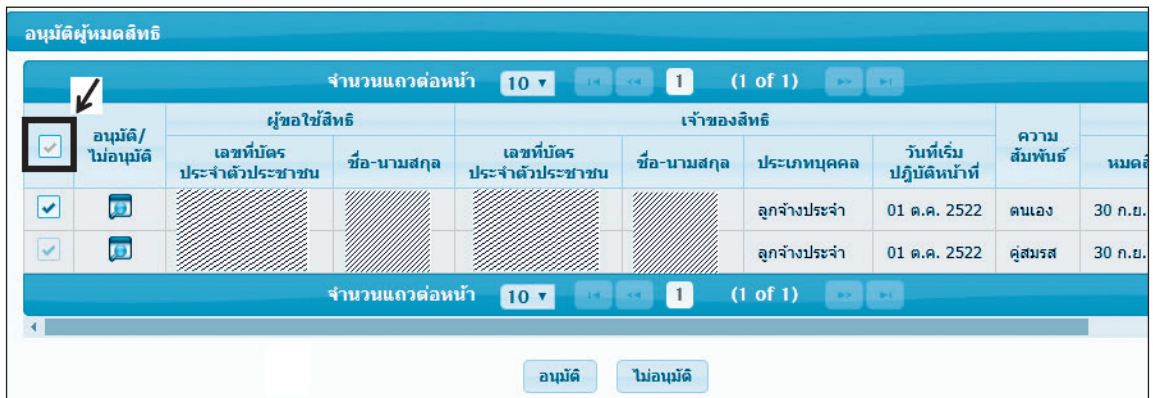 อนุมัติผู้หมดสิทธิ
จำนวนแถวต่อหน้า 10 1 (1 of 1)
อนุมัติ/ไม่อนุมัติ ผู้ขอใช้สิทธิ เจ้าของสิทธิ ความสัมพันธ์
เลขที่บัตรประจำตัวประชาชน ชื่อ-นามสกุล เลขที่บัตรประจำตัวประชาชน ชื่อ-นามสกุล ประเภทบุคคล วันที่เริ่มปฏิบัติหน้าที่
ลูกจ้างประจำ 01 ต.ค. 2522 ตนเอง 30 ก.ย.
ลูกจ้างประจำ 01 ต.ค. 2522 คู่สมรส 30 ก.ย.
จำนวนแถวต่อหน้า 10 1 (1 of 1)
อนุมัติ ไม่อนุมัติ